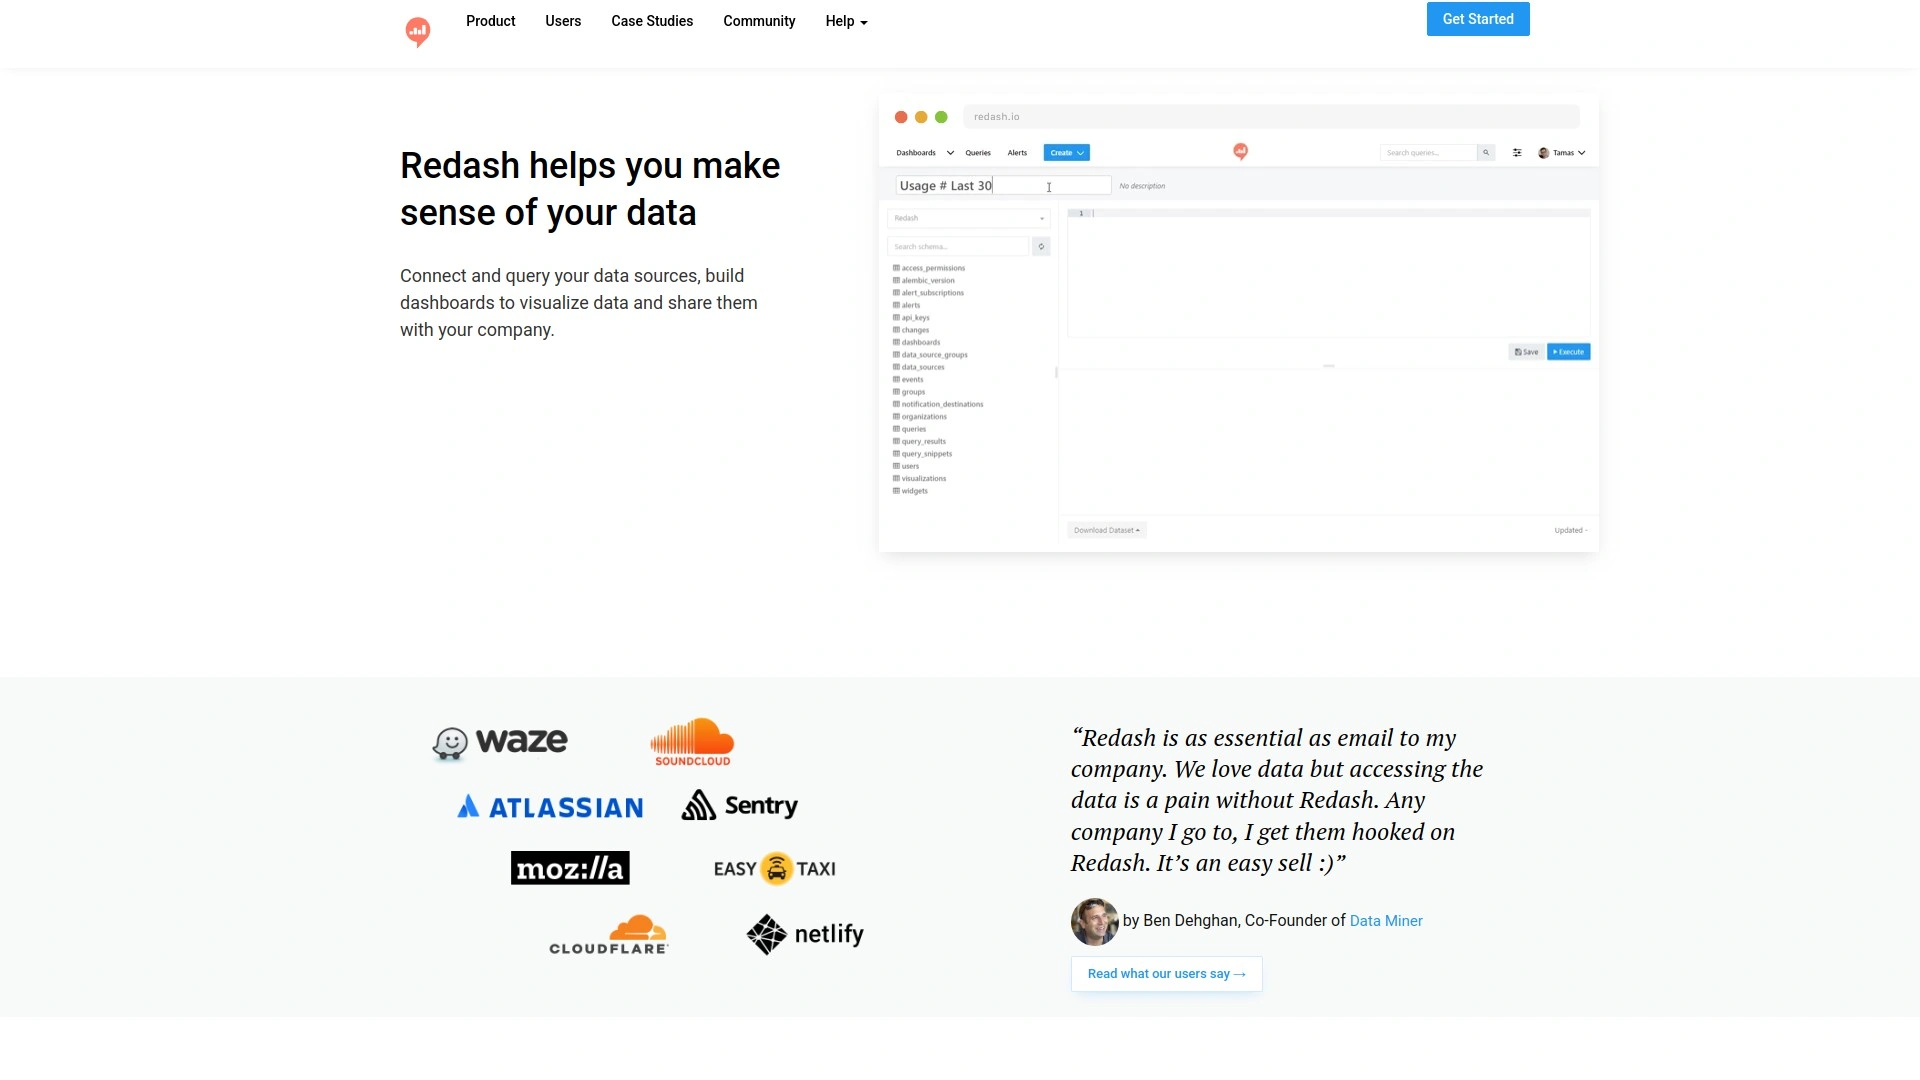 Product Users Case Studies Community Help
Get Started
Redash helps you make
sense of your data
Connect and query your data sources, build
dashboards to visualize data and share them
with your company.
redash.io
Dashboards Queries Alerts Create Search queries... Tamas
Usage # Last 30 No description
Redash
Search schema...
access_permissions
alembic_version
alert_subscriptions
alerts
api_keys
changes
dashboards
data_source_groups
data_sources
events
groups
notification_destinations
organizations
queries
query_results
query_snippets
users
visualizations
widgets
1
Save Execute
Download Dataset Updated -
waze
SOUNDCLOUD
ATLASSIAN
Sentry
moz://a
EASY TAXI
CLOUDFLARE
netlify
“Redash is as essential as email to my
company. We love data but accessing the
data is a pain without Redash. Any
company I go to, I get them hooked on
Redash. It’s an easy sell :)”
by Ben Dehghan, Co-Founder of Data Miner
Read what our users say →